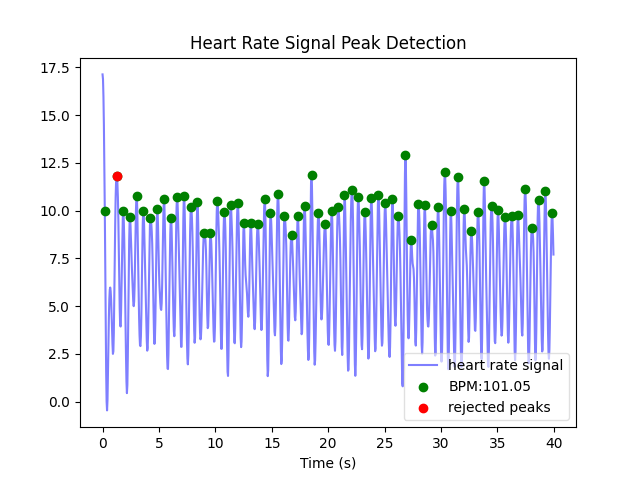 Heart Rate Signal Peak Detection
17.5
15.0
12.5
10.0
7.5
5.0
2.5
0.0
heart rate signal
BPM:101.05
rejected peaks
0 5 10 15 20 25 30 35 40
Time (s)